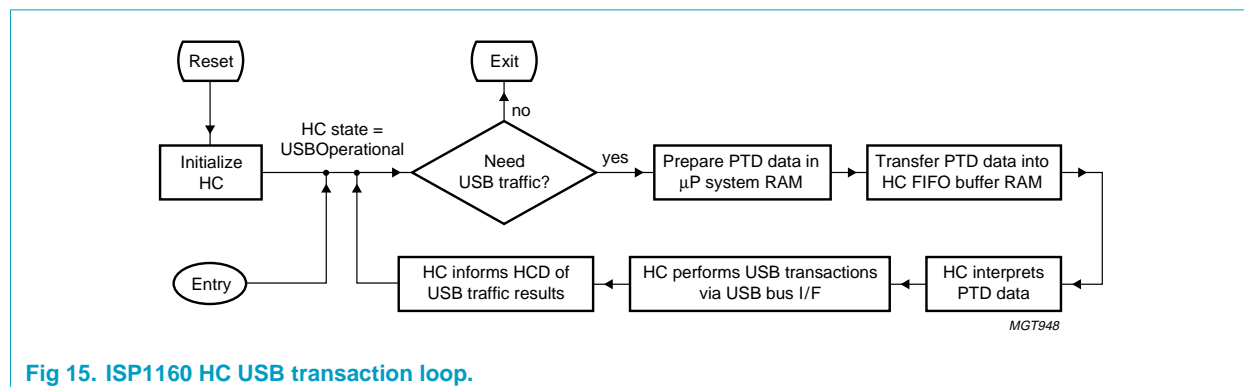 Reset
Exit
no
HC state =
USBOperational
Initialize
HC
Need
USB traffic?
yes
Prepare PTD data in
µP system RAM
Transfer PTD data into
HC FIFO buffer RAM
Entry
HC informs HCD of
USB traffic results
HC performs USB transactions
via USB bus I/F
HC interprets
PTD data
MGT948
Fig 15. ISP1160 HC USB transaction loop.